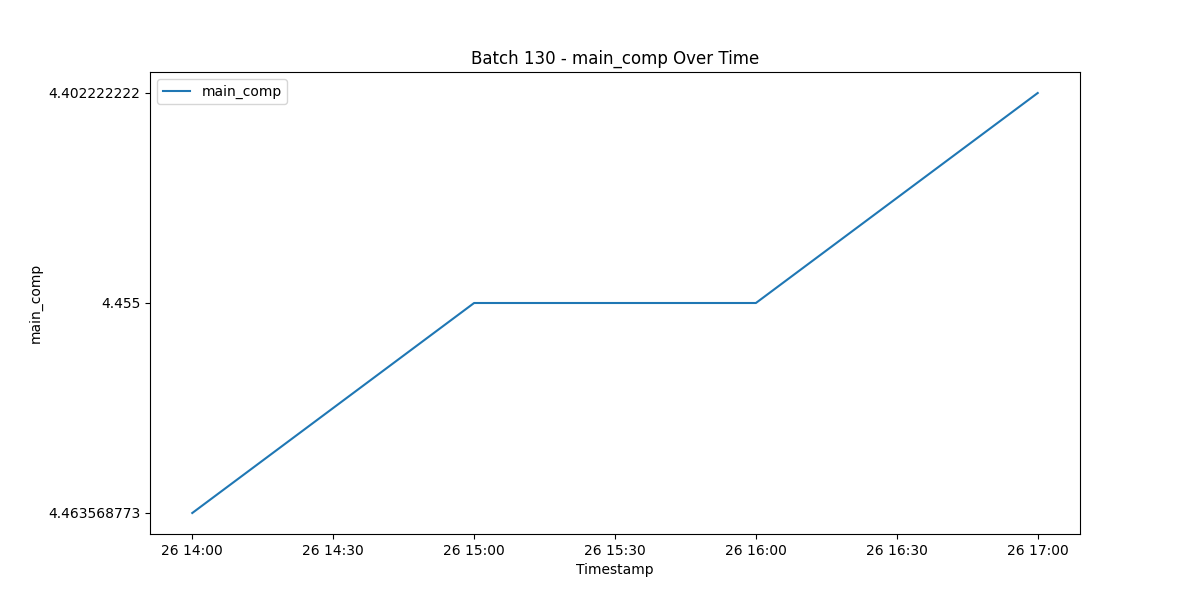 Batch 130 - main_comp Over Time
main_comp
4.402222222
4.455
4.463568773
main_comp
26 14:00
26 14:30
26 15:00
26 15:30
26 16:00
26 16:30
26 17:00
Timestamp